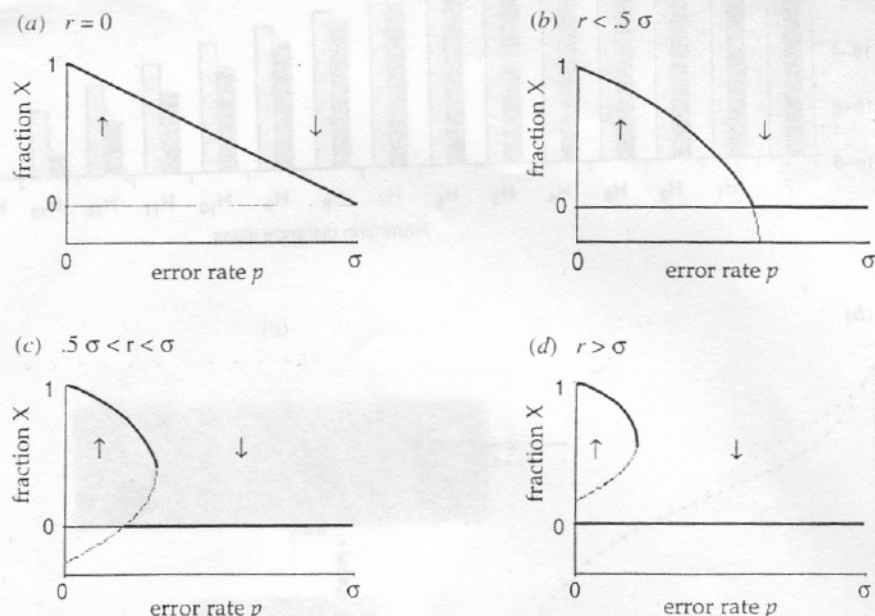 (a) r = 0
(b) r < .5 σ
1
fraction X
0
0
error rate p
σ
1
fraction X
0
0
error rate p
σ
(c) .5 σ < r < σ
(d) r > σ
1
fraction X
0
0
error rate p
σ
1
fraction X
0
0
error rate p
σ